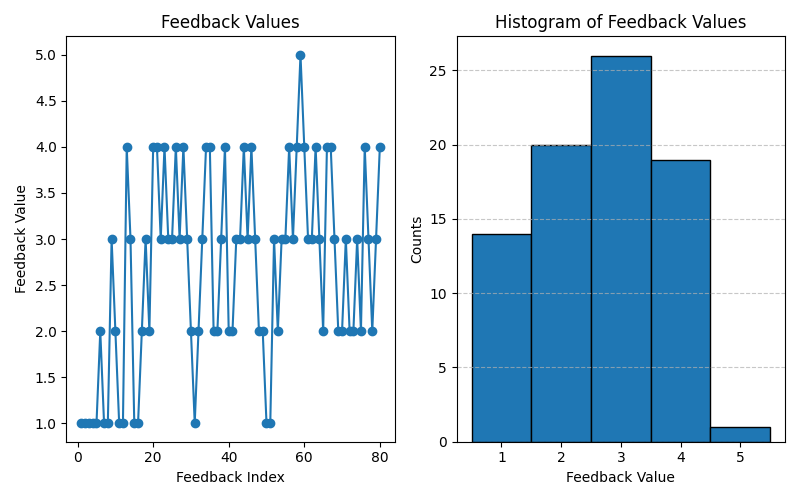 Feedback Values
5.0
4.5
4.0
3.5
3.0
2.5
2.0
1.5
1.0
Feedback Value
0 20 40 60 80
Feedback Index
Histogram of Feedback Values
25
20
15
10
5
0
Counts
1 2 3 4 5
Feedback Value